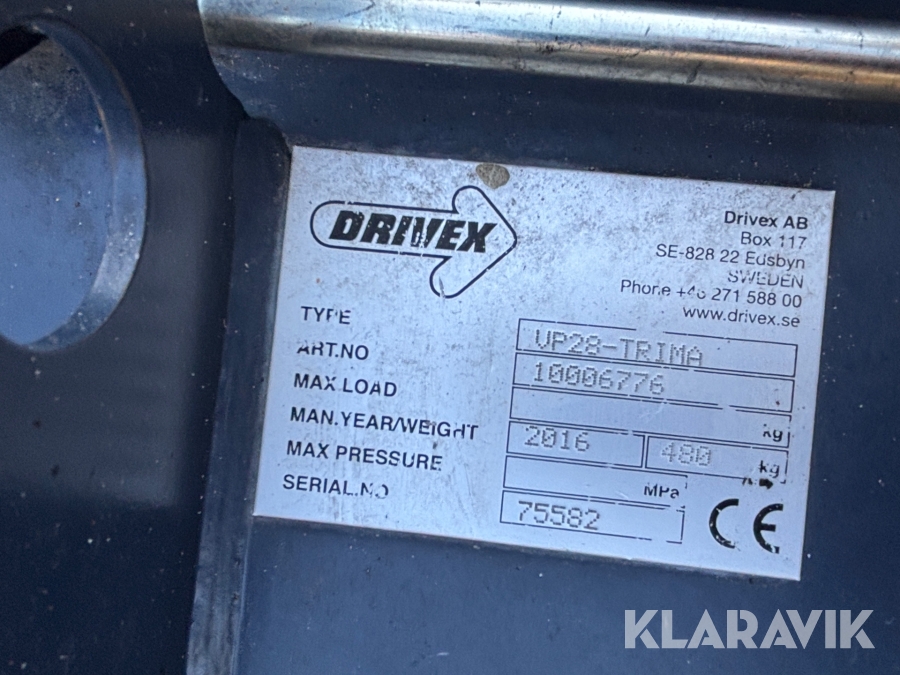 DRIVEX
Drivex AB
Box 117
SE-828 22 Edsbyn
SWEDEN
Phone +46 271 588 00
www.drivex.se
TYPE VP28-TRIMA
ART.NO 10006776
MAX LOAD kg
MAN.YEAR/WEIGHT 2016 480 kg
MAX PRESSURE MPa
SERIAL.NO 75582
CE
KLARAVIK